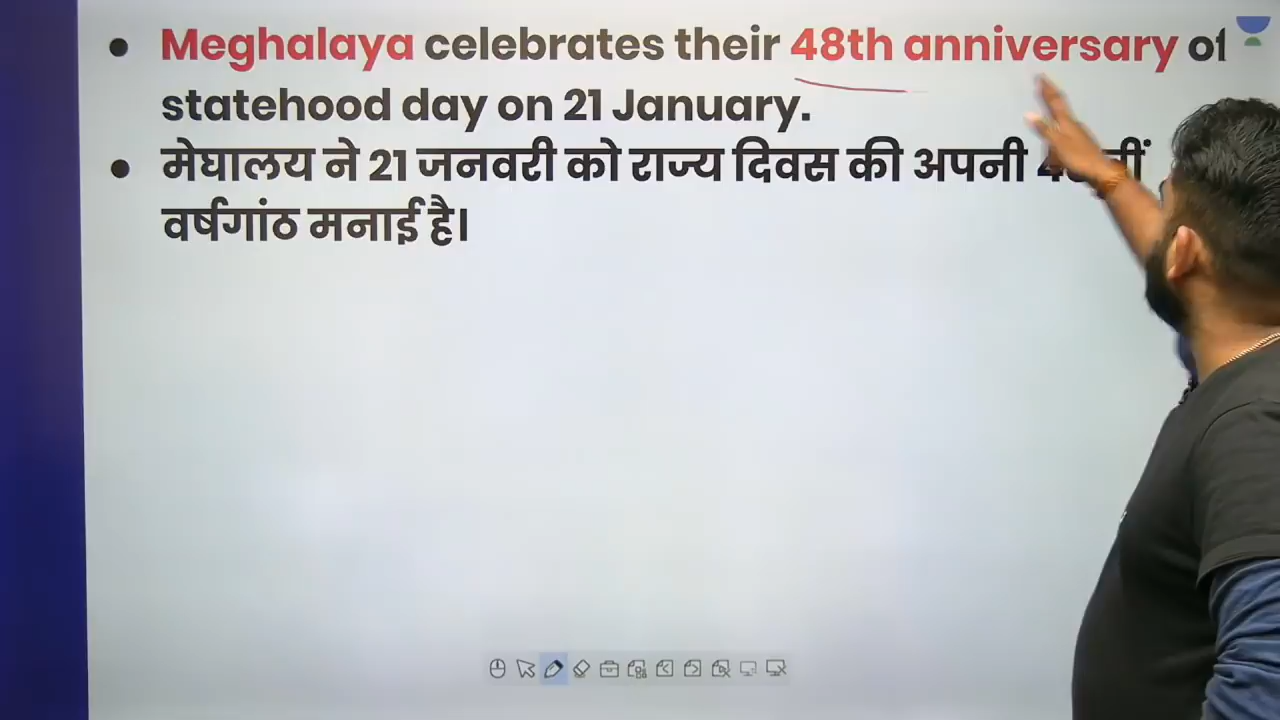 Meghalaya celebrates their 48th anniversary of
statehood day on 21 January.
मेघालय ने 21 जनवरी को राज्य दिवस की अपनी
वर्षगांठ मनाई है।